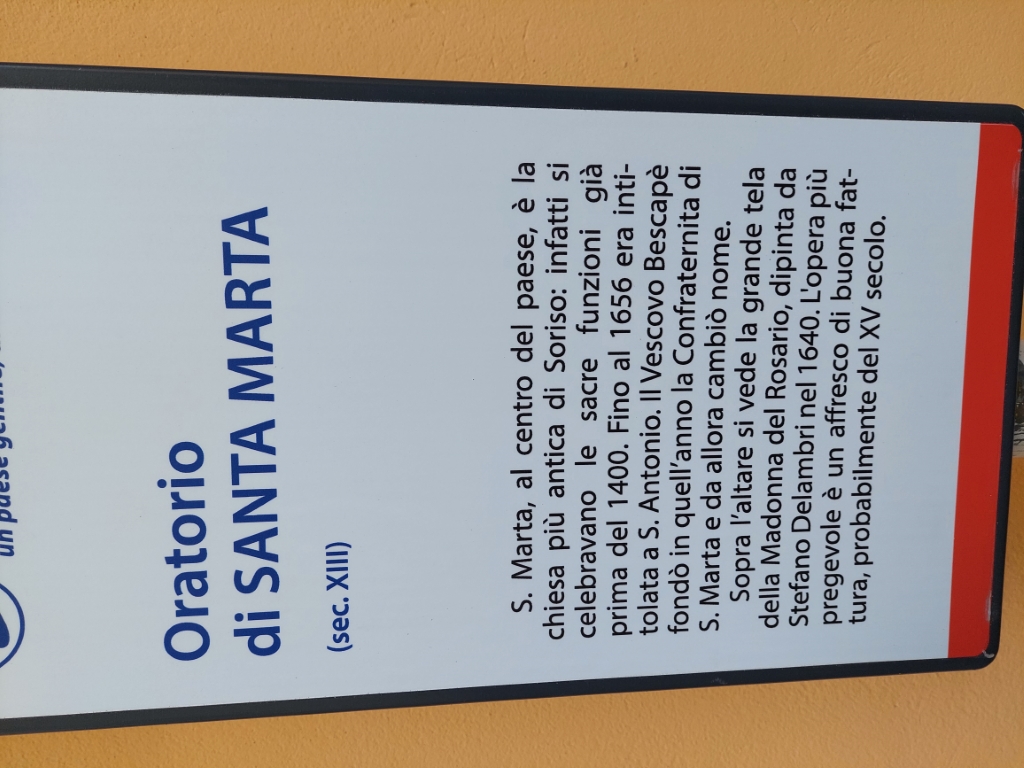 un paese gentile,
Oratorio
di SANTA MARTA
(sec. XIII)
S. Marta, al centro del paese, è la
chiesa più antica di Soriso: infatti si
celebravano le sacre funzioni già
prima del 1400. Fino al 1656 era inti-
tolata a S. Antonio. Il Vescovo Bescapè
fondò in quell'anno la Confraternita di
S. Marta e da allora cambiò nome.
Sopra l'altare si vede la grande tela
della Madonna del Rosario, dipinta da
Stefano Delambri nel 1640. L'opera più
pregevole è un affresco di buona fat-
tura, probabilmente del XV secolo.